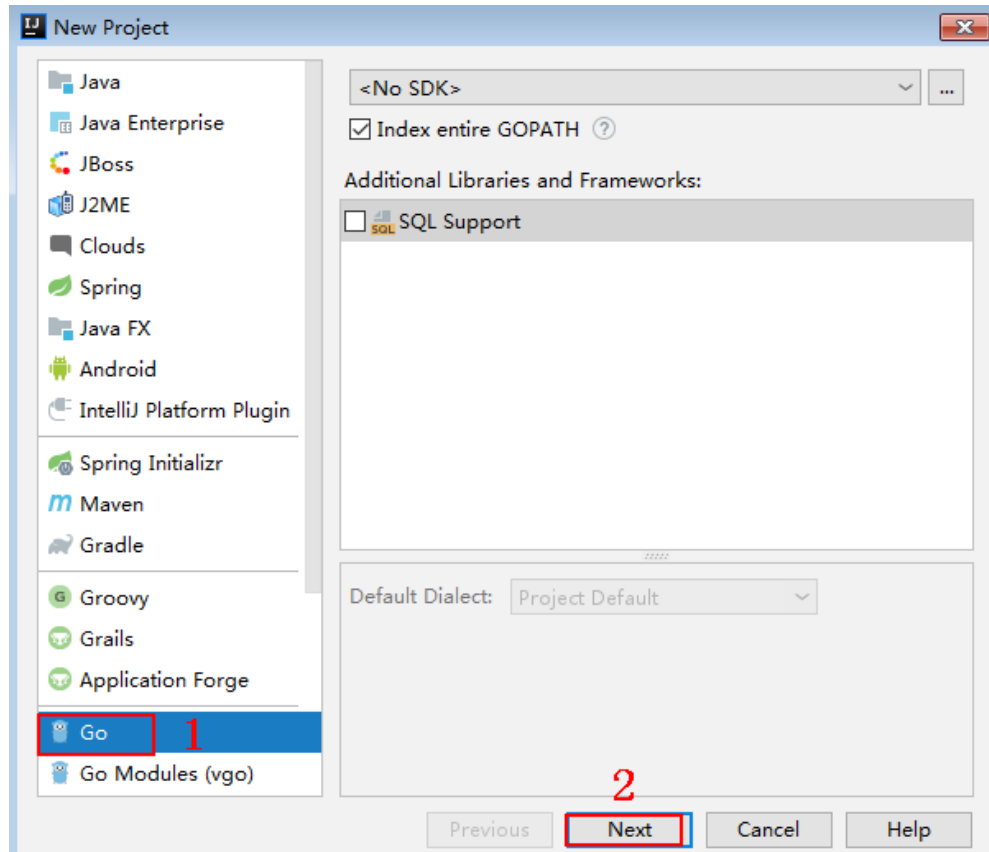 New Project
Java
Java Enterprise
JBoss
J2ME
Clouds
Spring
Java FX
Android
IntelliJ Platform Plugin
Spring Initializr
Maven
Gradle
Groovy
Grails
Application Forge
Go 1
Go Modules (vgo)
<No SDK>
...
Index entire GOPATH ?
Additional Libraries and Frameworks:
SQL SQL Support
Default Dialect: Project Default
2
Previous Next Cancel Help